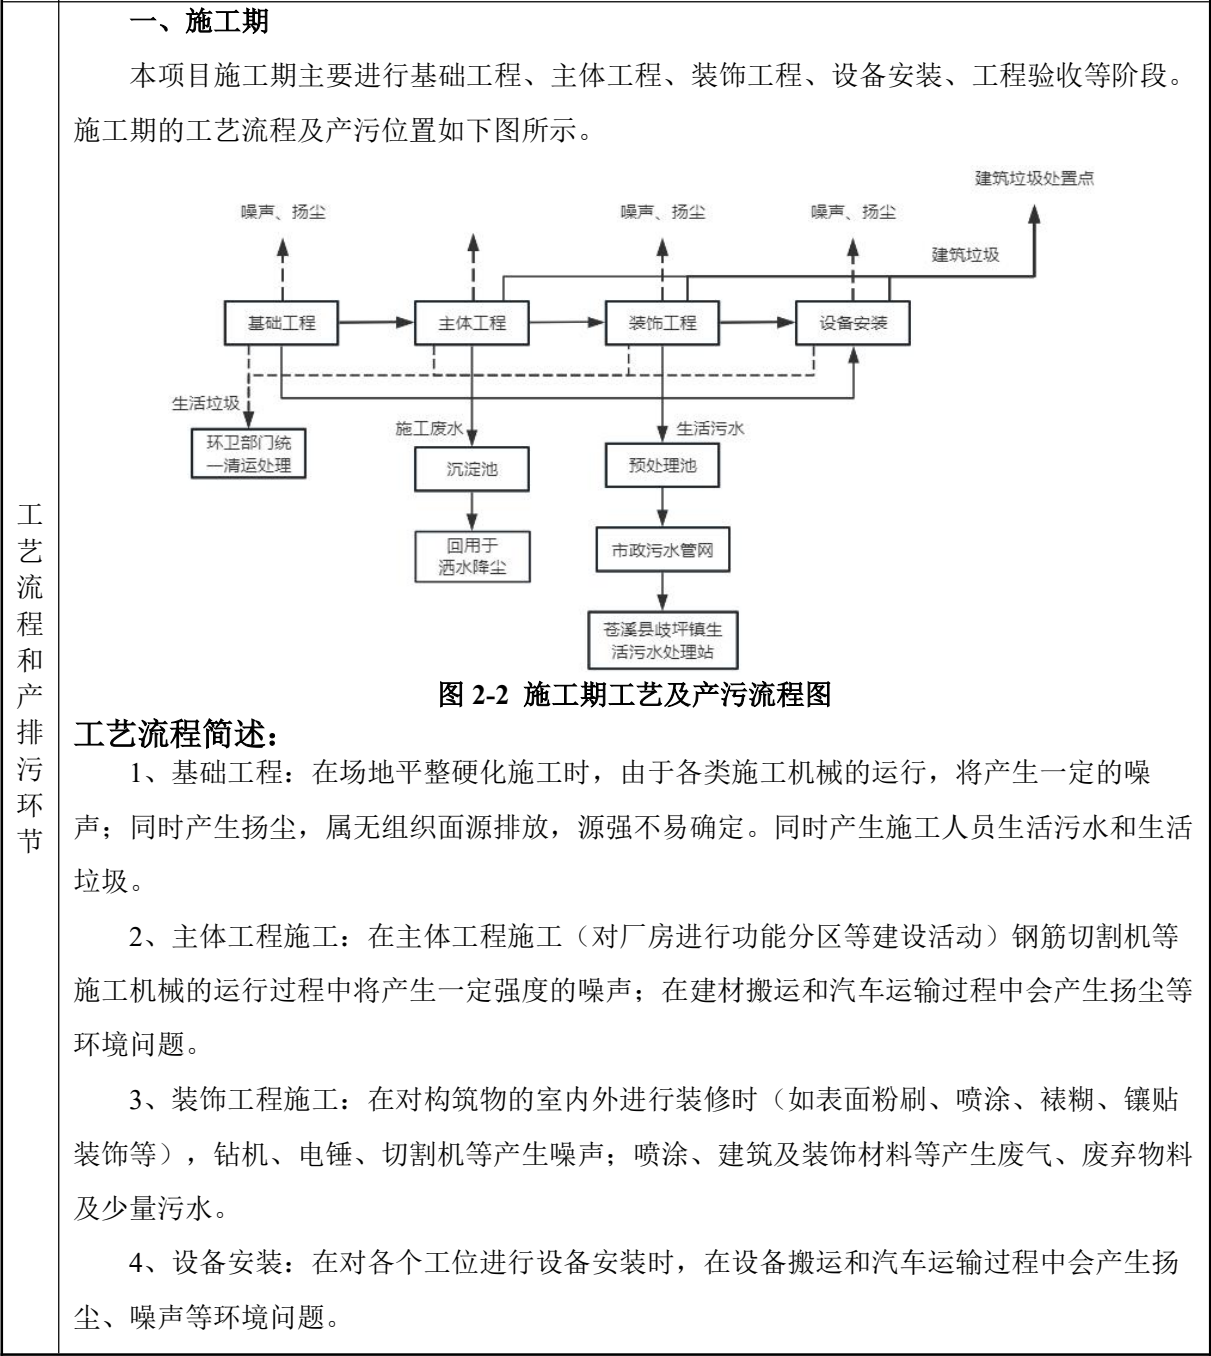 一、施工期
本项目施工期主要进行基础工程、主体工程、装饰工程、设备安装、工程验收等阶段。
施工期的工艺流程及产污位置如下图所示。
建筑垃圾处置点
噪声、扬尘
噪声、扬尘
噪声、扬尘
建筑垃圾
基础工程
主体工程
装饰工程
设备安装
生活垃圾
施工废水
生活污水
环卫部门统
一清运处理
沉淀池
预处理池
回用于
洒水降尘
市政污水管网
苍溪县歧坪镇生
活污水处理站
图 2-2 施工期工艺及产污流程图
工艺流程和产排污环节
工艺流程简述：
1、基础工程：在场地平整硬化施工时，由于各类施工机械的运行，将产生一定的噪
声；同时产生扬尘，属无组织面源排放，源强不易确定。同时产生施工人员生活污水和生活
垃圾。
2、主体工程施工：在主体工程施工（对厂房进行功能分区等建设活动）钢筋切割机等
施工机械的运行过程中将产生一定强度的噪声；在建材搬运和汽车运输过程中会产生扬尘等
环境问题。
3、装饰工程施工：在对构筑物的室内外进行装修时（如表面粉刷、喷涂、裱糊、镶贴
装饰等），钻机、电锤、切割机等产生噪声；喷涂、建筑及装饰材料等产生废气、废弃物料
及少量污水。
4、设备安装：在对各个工位进行设备安装时，在设备搬运和汽车运输过程中会产生扬
尘、噪声等环境问题。